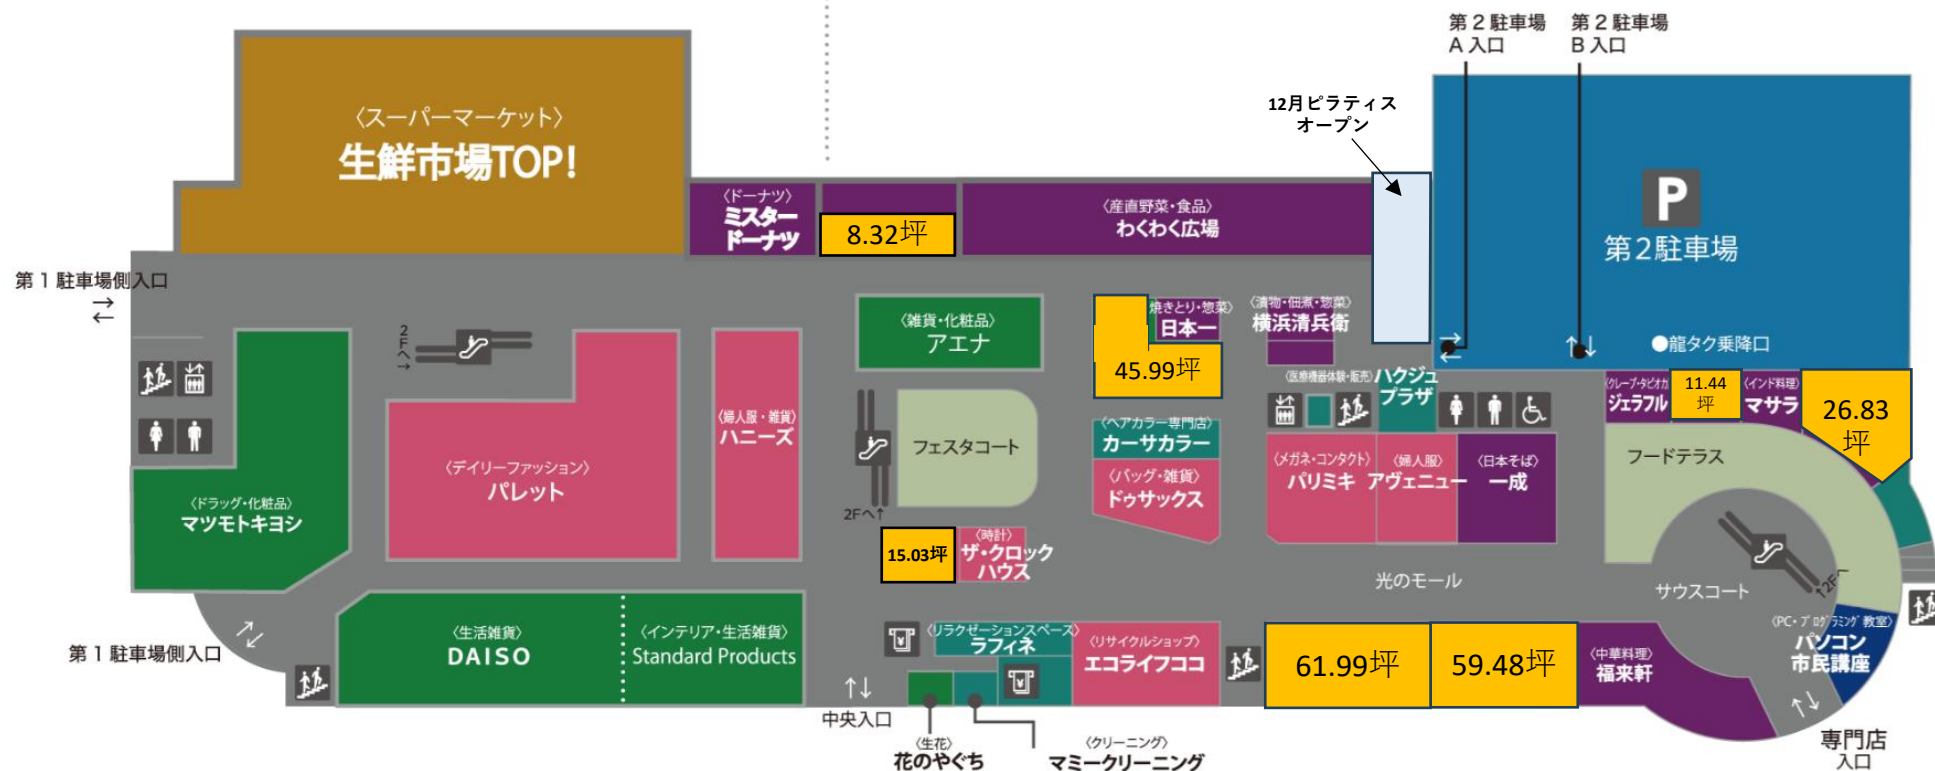 第２駐車場
A 入口
第２駐車場
B 入口
12月ピラティス
オープン
〈スーパーマーケット〉
生鮮市場TOP!
〈ドーナツ〉
ミスター
ドーナツ
8.32坪
〈産直野菜・食品〉
わくわく広場
P
第２駐車場
●龍タク乗降口
第１駐車場側入口
2Fへ→
〈雑貨・化粧品〉
アエナ
焼きとり・惣菜〉
日本一
45.99坪
〈漬物・佃煮・惣菜〉
横浜清兵衛
〈医療機器体験・販売〉
ハクジュ
プラザ
〈クレープ・タピオカ〉
ジェラフル
11.44
坪
〈インド料理〉
マサラ
26.83
坪
〈婦人服・雑貨〉
ハニーズ
フェスタコート
2Fへ↑
〈ヘアカラー専門店〉
カーサカラー
〈バッグ・雑貨〉
ドゥサックス
〈メガネ・コンタクト〉
パリミキ
〈婦人服〉
アヴェニュー
〈日本そば〉
一成
フードテラス
〈デイリーファッション〉
パレット
〈ドラッグ・化粧品〉
マツモトキヨシ
15.03坪
〈時計〉
ザ・クロック
ハウス
光のモール
サウスコート
↑2Fへ
第１駐車場側入口
〈生活雑貨〉
DAISO
〈インテリア・生活雑貨〉
Standard Products
〈リラクゼーションスペース〉
ラフィネ
〈リサイクルショップ〉
エコライフココ
61.99坪
59.48坪
〈中華料理〉
福来軒
〈PC・プログラミング教室〉
パソコン
市民講座
中央入口
〈生花〉
花のやぐち
〈クリーニング〉
マミークリーニング
専門店
入口